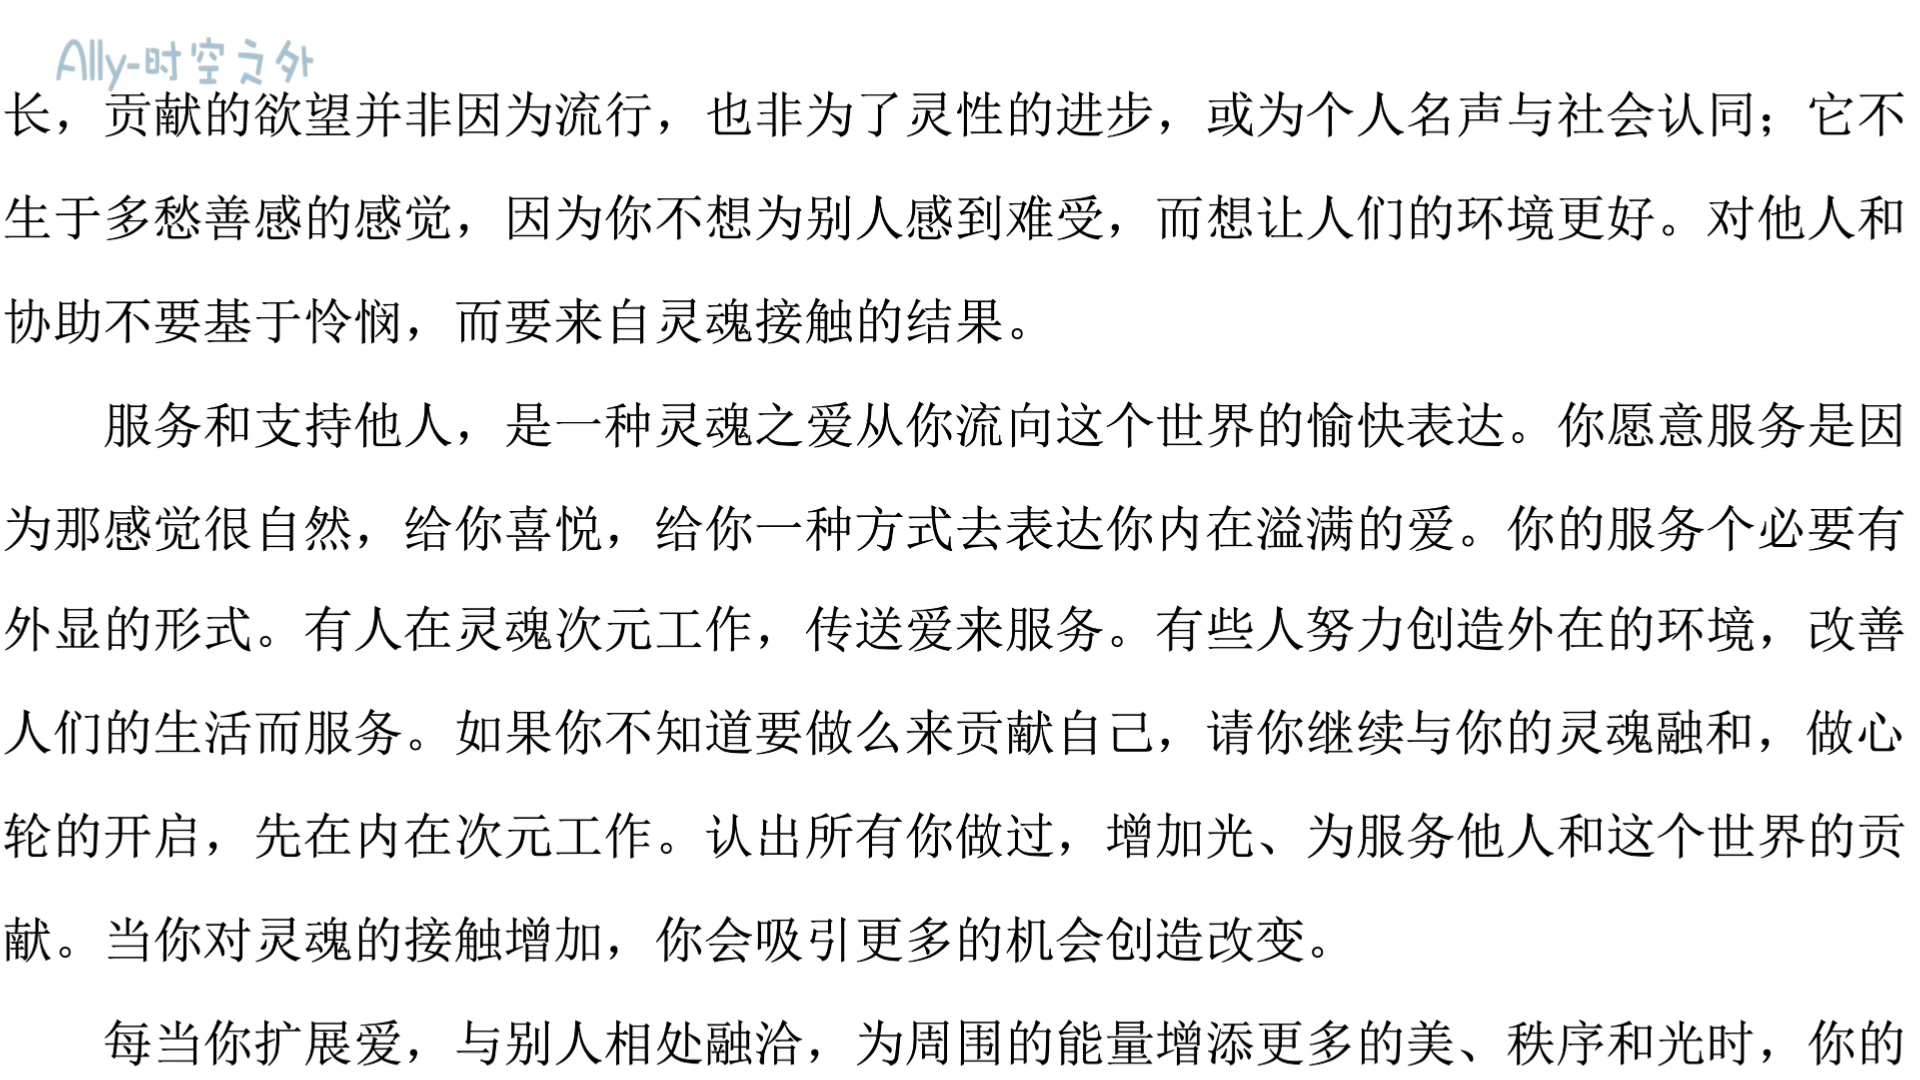 Ally-时空之外
长，贡献的欲望并非因为流行，也非为了灵性的进步，或为个人名声与社会认同；它不
生于多愁善感的感觉，因为你不想为别人感到难受，而想让人们的环境更好。对他人和
协助不要基于怜悯，而要来自灵魂接触的结果。
服务和支持他人，是一种灵魂之爱从你流向这个世界的愉快表达。你愿意服务是因
为那感觉很自然，给你喜悦，给你一种方式去表达你内在溢满的爱。你的服务个必要有
外显的形式。有人在灵魂次元工作，传送爱来服务。有些人努力创造外在的环境，改善
人们的生活而服务。如果你不知道要做么来贡献自己，请你继续与你的灵魂融和，做心
轮的开启，先在内在次元工作。认出所有你做过，增加光、为服务他人和这个世界的贡
献。当你对灵魂的接触增加，你会吸引更多的机会创造改变。
每当你扩展爱，与别人相处融洽，为周围的能量增添更多的美、秩序和光时，你的